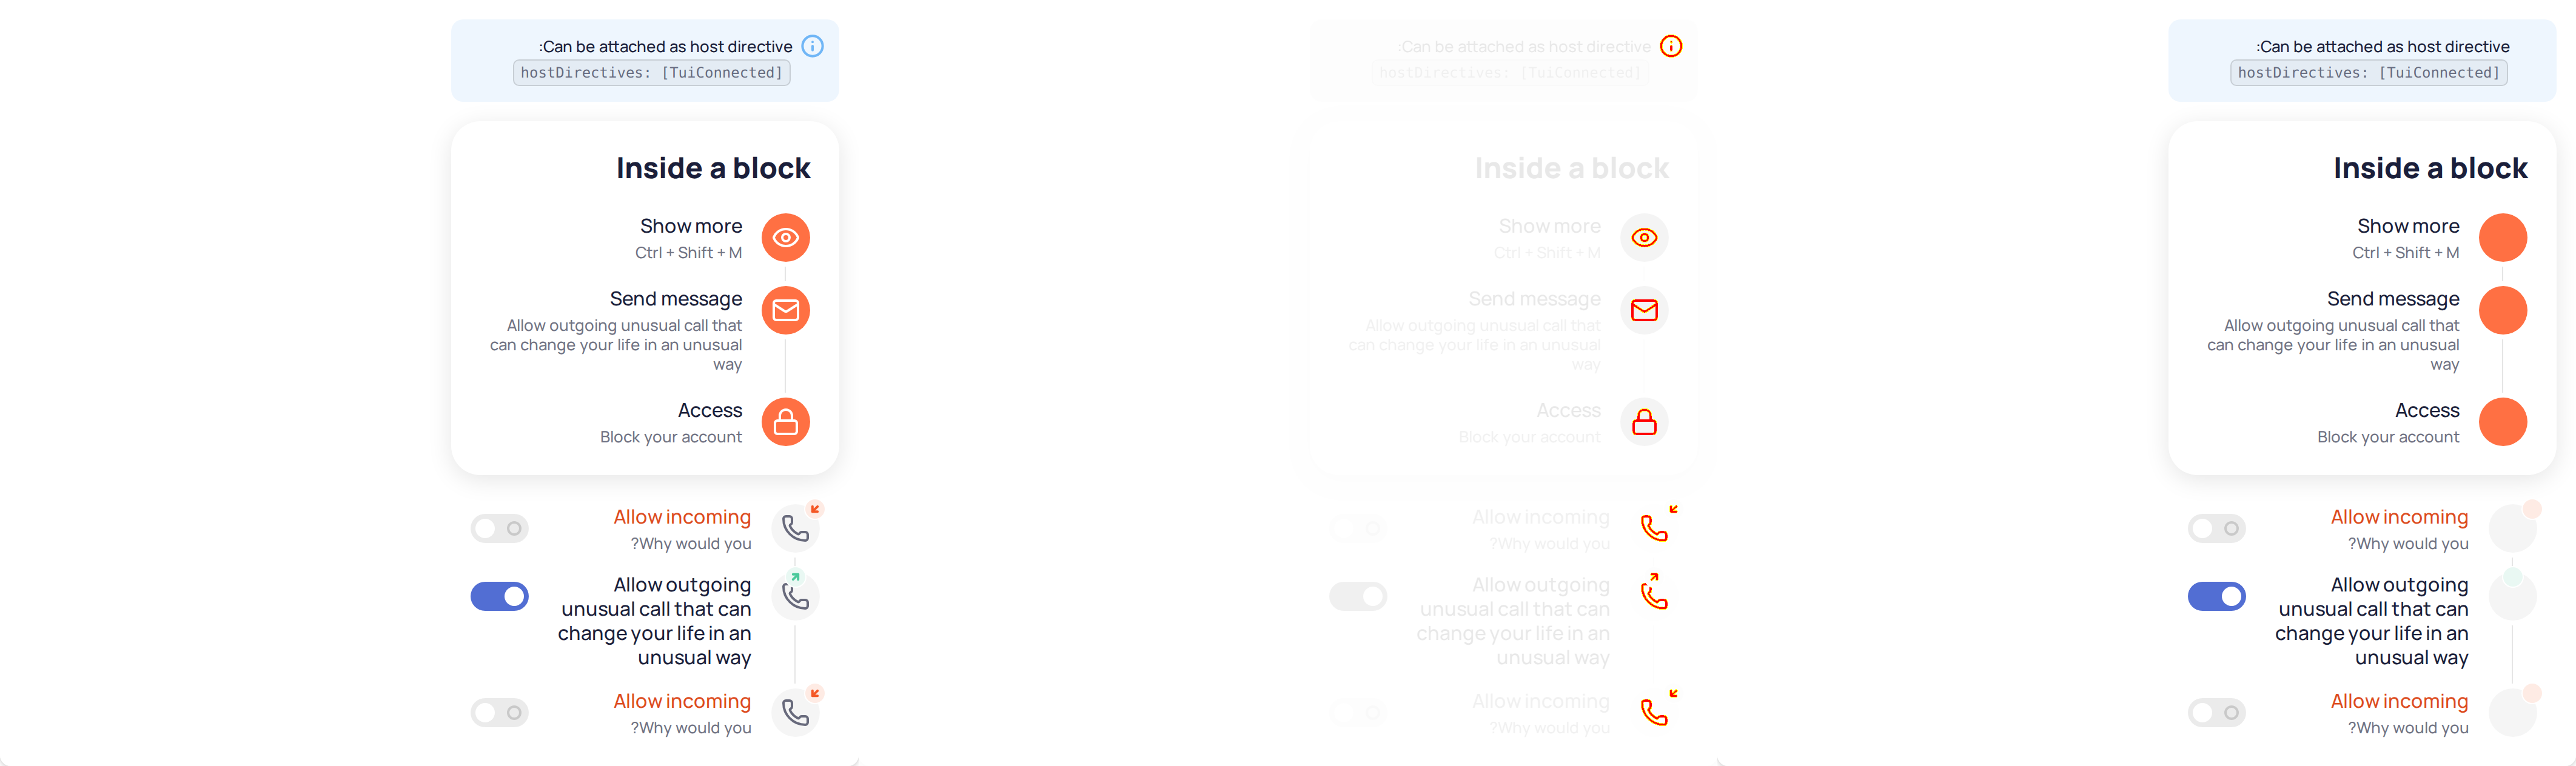 :Can be attached as host directive
hostDirectives: [TuiConnected]
Inside a block
Show more
Ctrl + Shift + M
Send message
Allow outgoing unusual call that
can change your life in an unusual
way
Access
Block your account
Allow incoming
?Why would you
Allow outgoing
unusual call that can
change your life in an
unusual way
Allow incoming
?Why would you
:Can be attached as host directive
hostDirectives: [TuiConnected]
Inside a block
Show more
Ctrl + Shift + M
Send message
Allow outgoing unusual call that
can change your life in an unusual
way
Access
Block your account
Allow incoming
?Why would you
Allow outgoing
unusual call that can
change your life in an
unusual way
Allow incoming
?Why would you
:Can be attached as host directive
hostDirectives: [TuiConnected]
Inside a block
Show more
Ctrl + Shift + M
Send message
Allow outgoing unusual call that
can change your life in an unusual
way
Access
Block your account
Allow incoming
?Why would you
Allow outgoing
unusual call that can
change your life in an
unusual way
Allow incoming
?Why would you